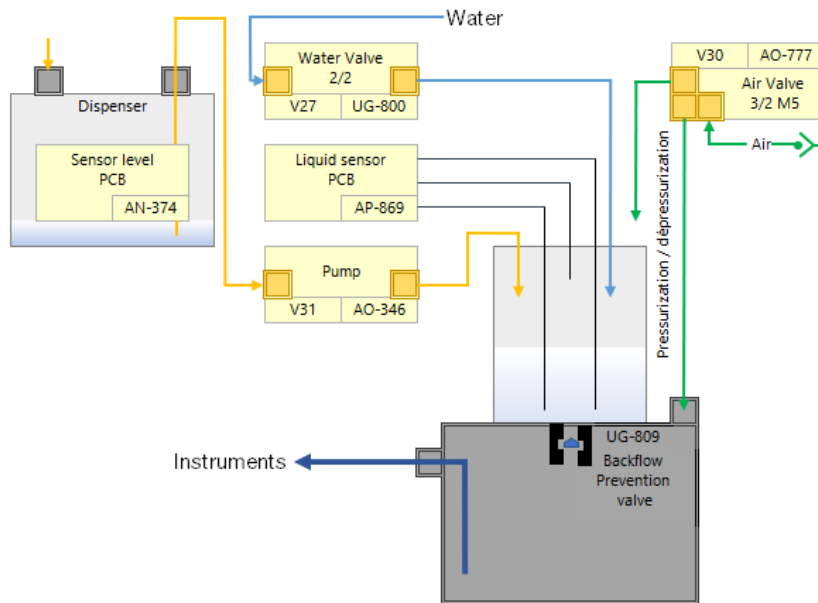 Water
Water Valve
2/2
V27
UG-800
V30
AO-777
Air Valve
3/2 M5
Air
Dispenser
Sensor level
PCB
AN-374
Liquid sensor
PCB
AP-869
Pump
V31
AO-346
Pressurization / dépressurization
Instruments
UG-809
Backflow
Prevention
valve